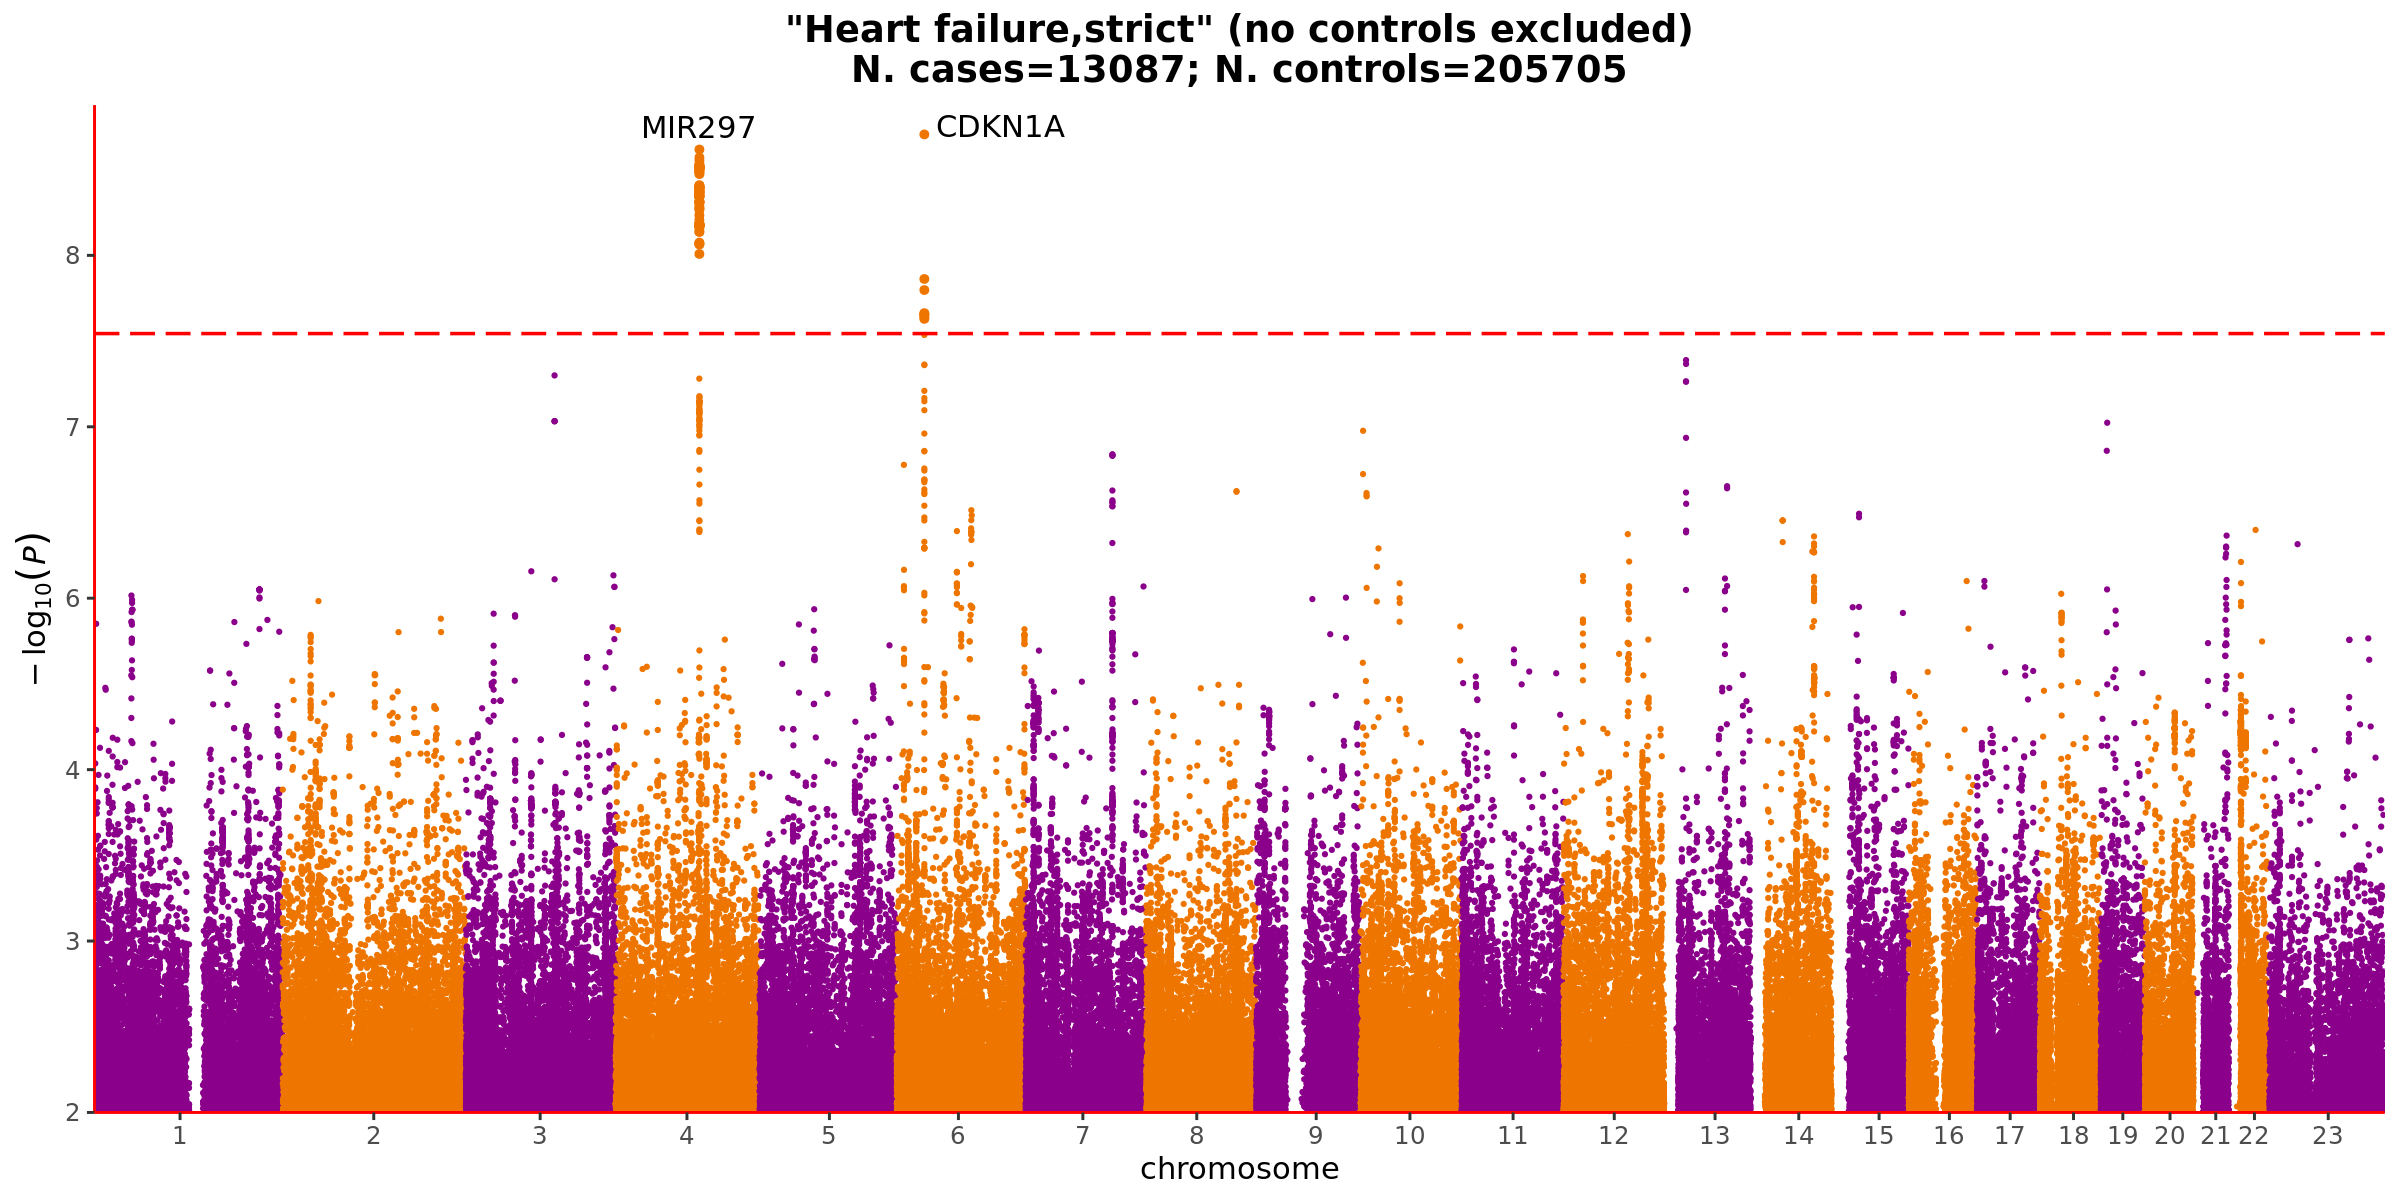 "Heart failure,strict" (no controls excluded)
N. cases=13087; N. controls=205705
MIR297
CDKN1A
8
7
6
4
3
2
−log₁₀(P)
1 2 3 4 5 6 7 8 9 10 11 12 13 14 15 16 17 18 19 20 21 22 23
chromosome